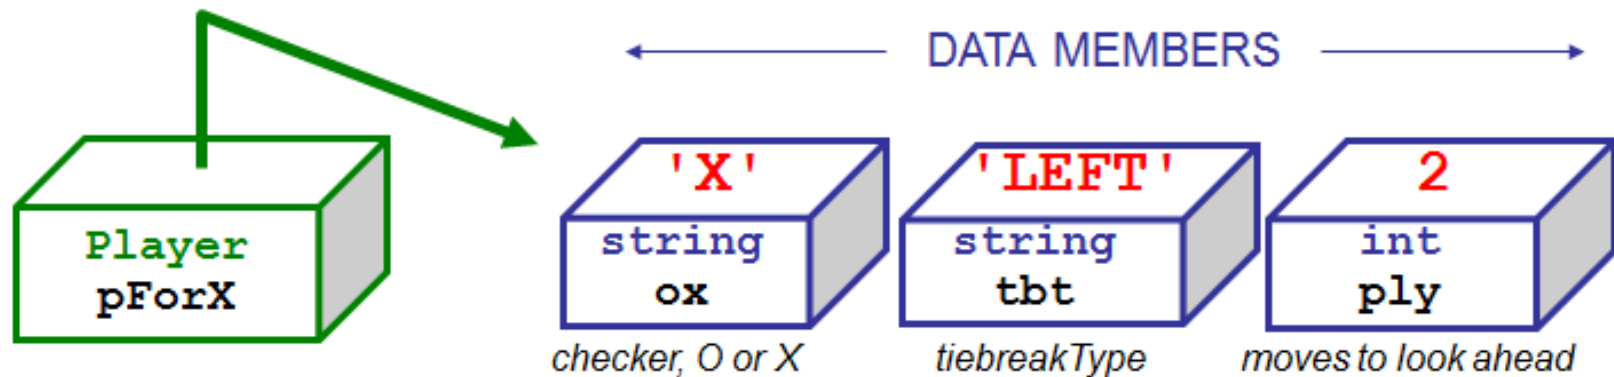 DATA MEMBERS
'X' 'LEFT' 2
Player string string int
pForX ox tbt ply
checker, O or X tiebreakType moves to look ahead